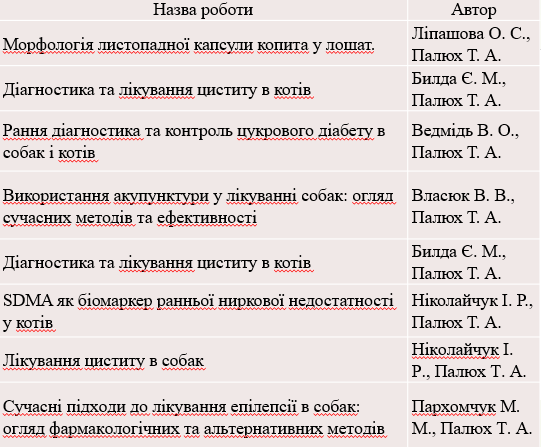 Назва роботи
Автор
Морфологія листопадної капсули копита у лошат.
Ліпашова О. С.,
Палюх Т. А.
Діагностика та лікування циститу в котів
Билда Є. М.,
Палюх Т. А.
Рання діагностика та контроль цукрового діабету в
собак і котів
Ведмідь В. О.,
Палюх Т. А.
Використання акупунктури у лікуванні собак: огляд
сучасних методів та ефективності
Власюк В. В.,
Палюх Т. А.
Діагностика та лікування циститу в котів
Билда Є. М.,
Палюх Т. А.
SDMA як біомаркер ранньої ниркової недостатності
у котів
Ніколайчук І. Р.,
Палюх Т. А.
Лікування циститу в собак
Ніколайчук І.
Р., Палюх Т. А.
Сучасні підходи до лікування епілепсії в собак:
огляд фармакологічних та альтернативних методів
Пархомчук М.
М., Палюх Т. А.